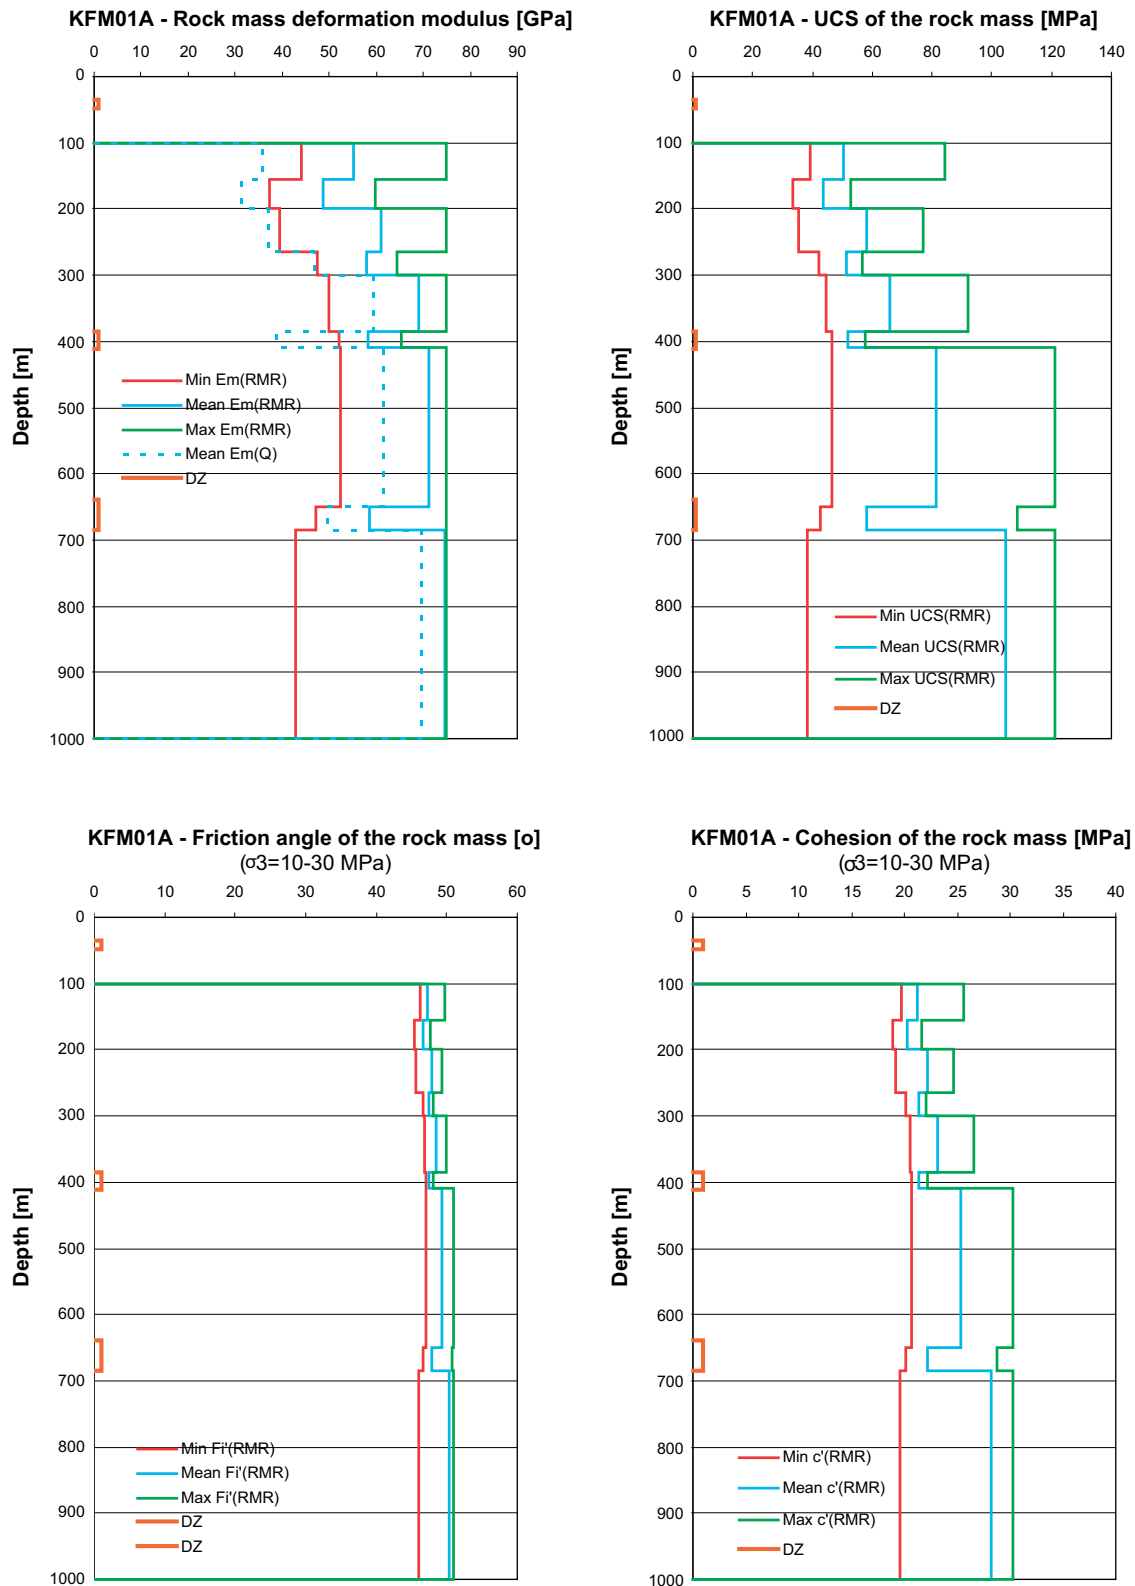 KFM01A - Rock mass deformation modulus [GPa]
0 10 20 30 40 50 60 70 80 90
0
100
200
300
400
500
600
700
800
900
1000
Depth [m]
Min Em(RMR)
Mean Em(RMR)
Max Em(RMR)
Mean Em(Q)
DZ
KFM01A - UCS of the rock mass [MPa]
0 20 40 60 80 100 120 140
0
100
200
300
400
500
600
700
800
900
1000
Depth [m]
Min UCS(RMR)
Mean UCS(RMR)
Max UCS(RMR)
DZ
KFM01A - Friction angle of the rock mass [o]
(σ3=10-30 MPa)
0 10 20 30 40 50 60
0
100
200
300
400
500
600
700
800
900
1000
Depth [m]
Min Fi'(RMR)
Mean Fi'(RMR)
Max Fi'(RMR)
DZ
DZ
KFM01A - Cohesion of the rock mass [MPa]
(σ3=10-30 MPa)
0 5 10 15 20 25 30 35 40
0
100
200
300
400
500
600
700
800
900
1000
Depth [m]
Min c'(RMR)
Mean c'(RMR)
Max c'(RMR)
DZ